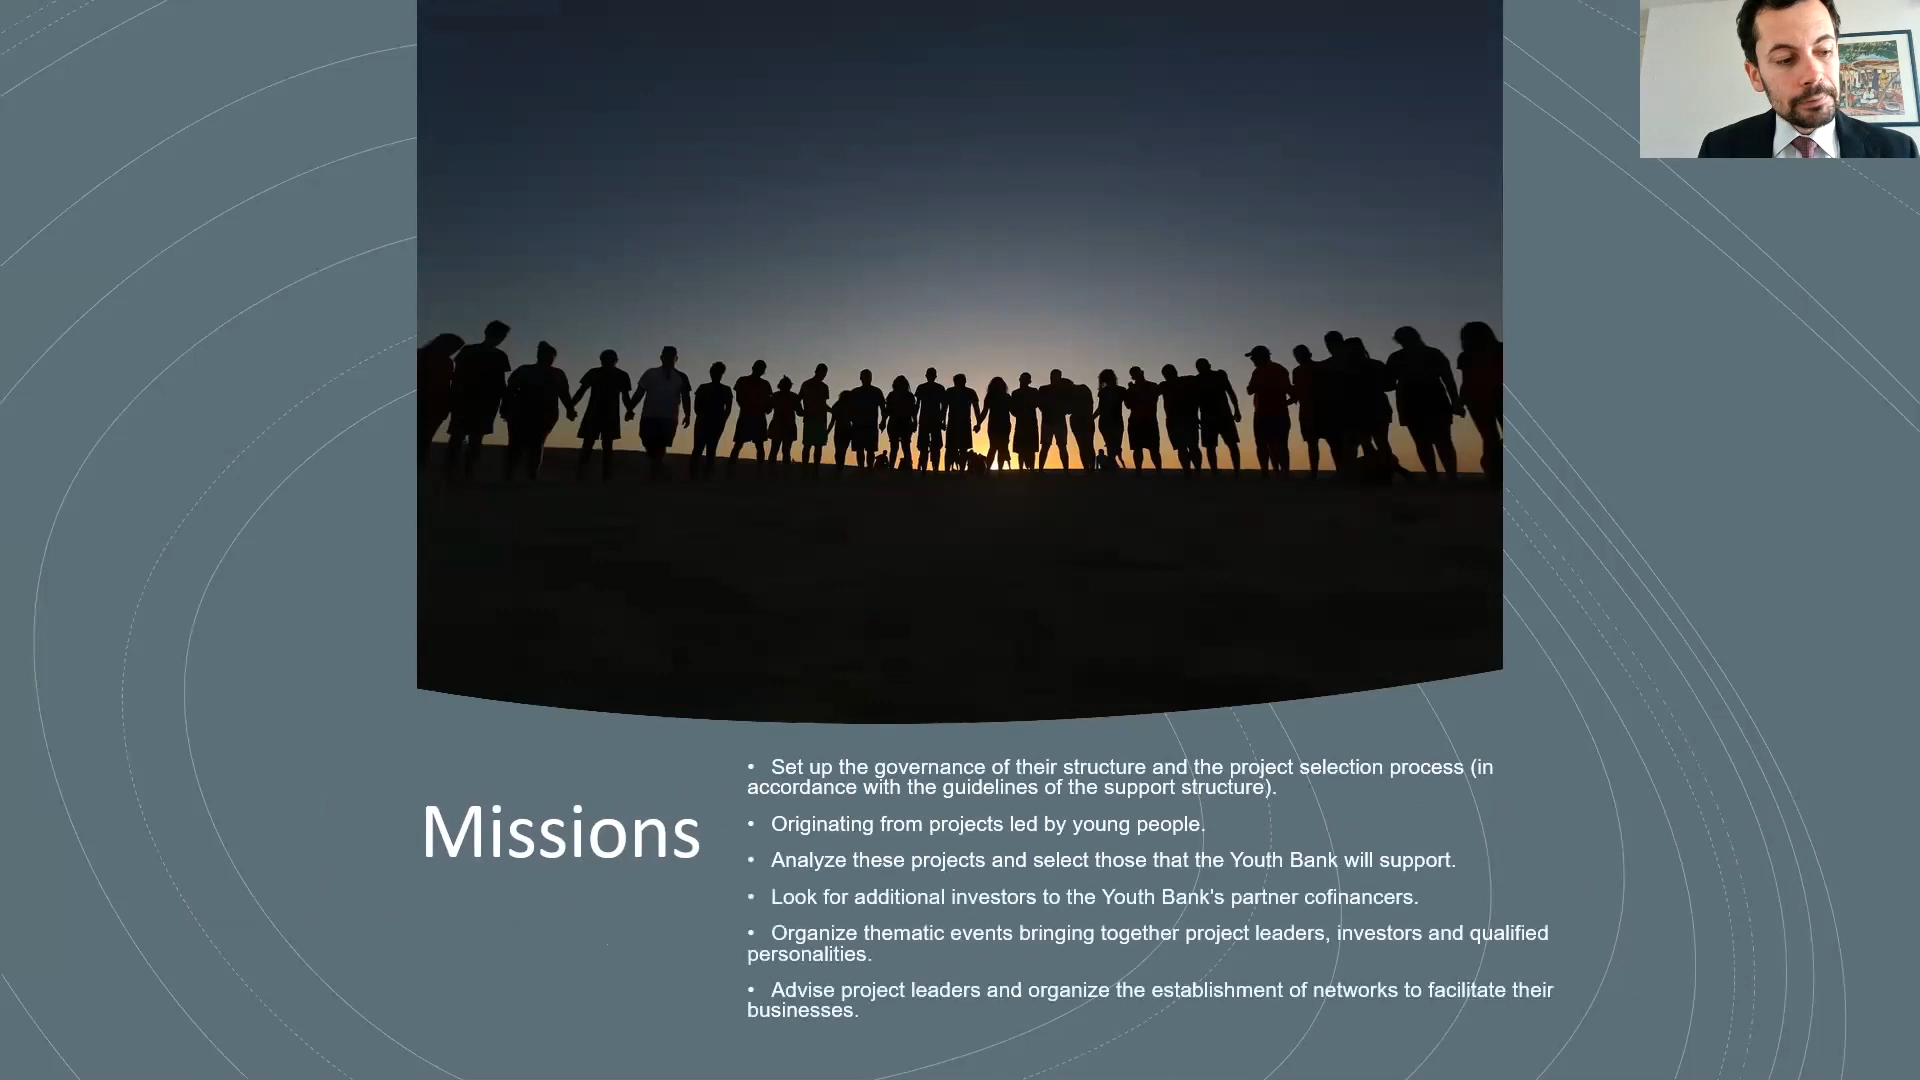 Missions
• Set up the governance of their structure and the project selection process (in
accordance with the guidelines of the support structure).
• Originating from projects led by young people.
• Analyze these projects and select those that the Youth Bank will support.
• Look for additional investors to the Youth Bank's partner cofinancers.
• Organize thematic events bringing together project leaders, investors and qualified
personalities.
• Advise project leaders and organize the establishment of networks to facilitate their
businesses.